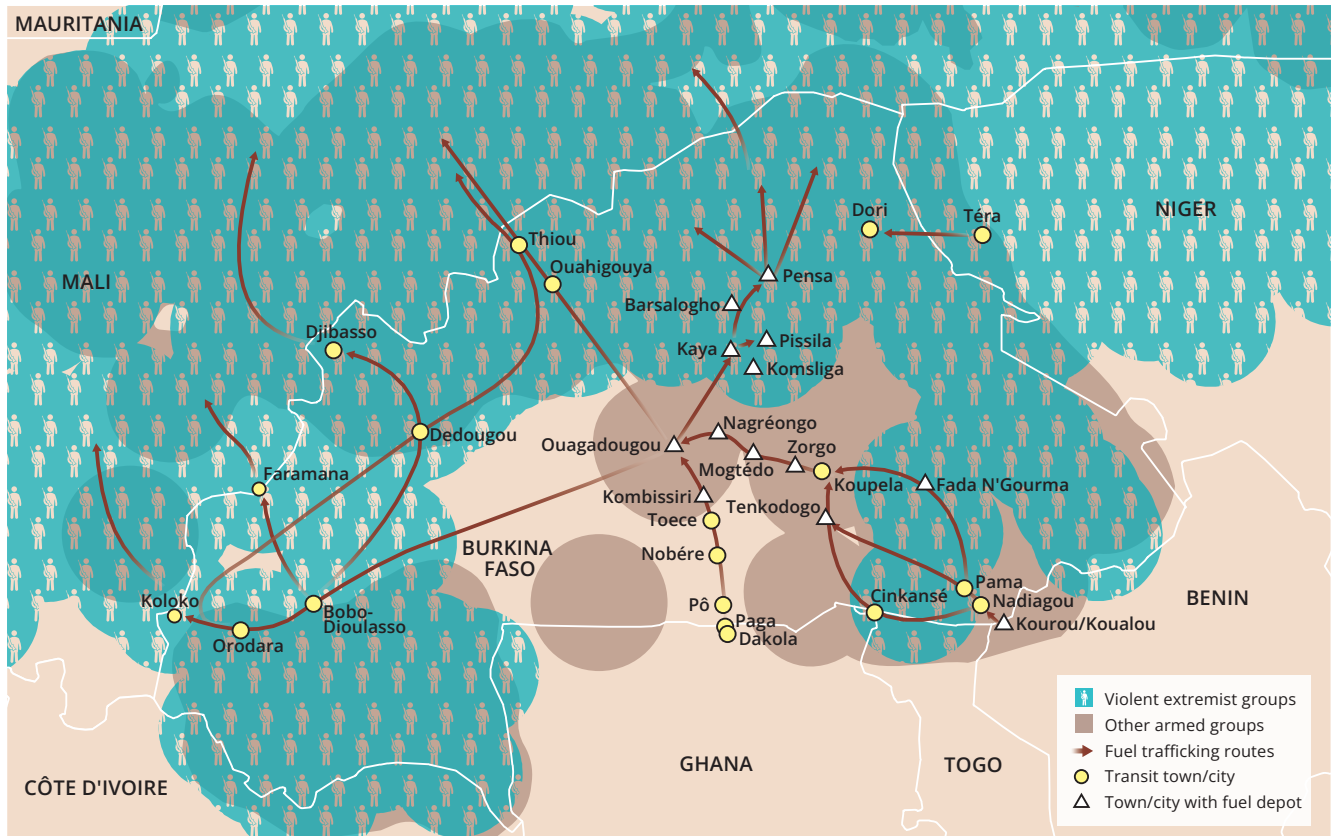 MAURITANIA
Dori
Téra
NIGER
Thiou
Ouahigouya
MALI
Pensa
Barsalogho
Djibasso
Kaya
Pissila
Komsliga
Dedougou
Nagréongo
Ouagadougou
Zorgo
Mogtédo
Koupela
Faramana
Fada N'Gourma
Kombissiri
Tenkodogo
Toece
BURKINA
FASO
Nobére
Pama
Koloko
Bobo-
Dioulasso
Pô
Cinkansé
Nadiagou
BENIN
Paga
Kourou/Koualou
Dakola
Orodara
Violent extremist groups
Other armed groups
Fuel trafficking routes
Transit town/city
Town/city with fuel depot
GHANA
TOGO
CÔTE D'IVOIRE